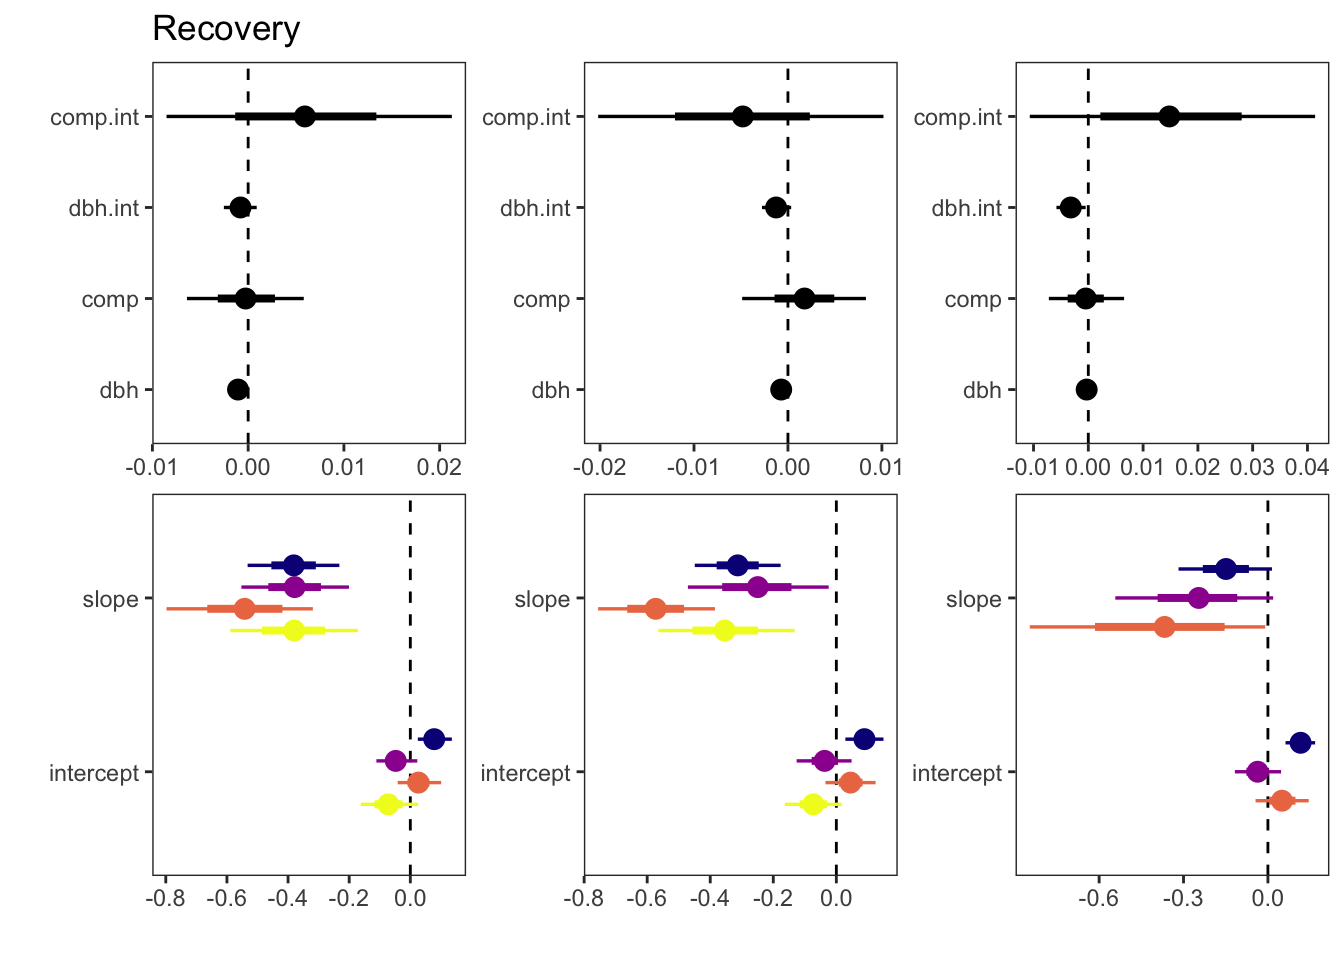 Recovery
comp.int
dbh.int
comp
dbh
-0.01 0.00 0.01 0.02
comp.int
dbh.int
comp
dbh
-0.02 -0.01 0.00 0.01
comp.int
dbh.int
comp
dbh
-0.01 0.00 0.01 0.02 0.03 0.04
slope
intercept
-0.8 -0.6 -0.4 -0.2 0.0
slope
intercept
-0.8 -0.6 -0.4 -0.2 0.0
slope
intercept
-0.6 -0.3 0.0